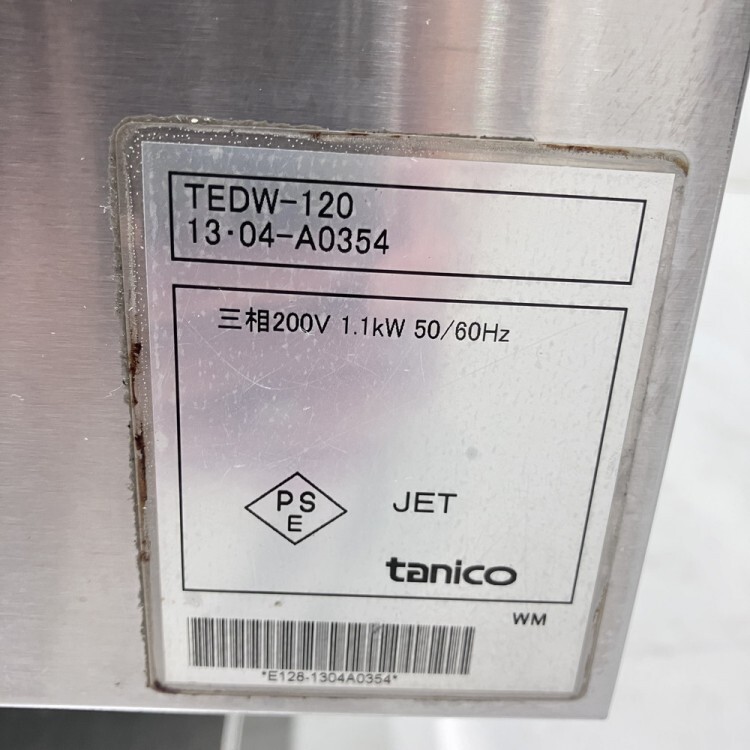 TEDW-120
13･04-A0354
三相200V 1.1kW 50/60Hz
PS
E
JET
tanico
WM
*E128-1304A0354*